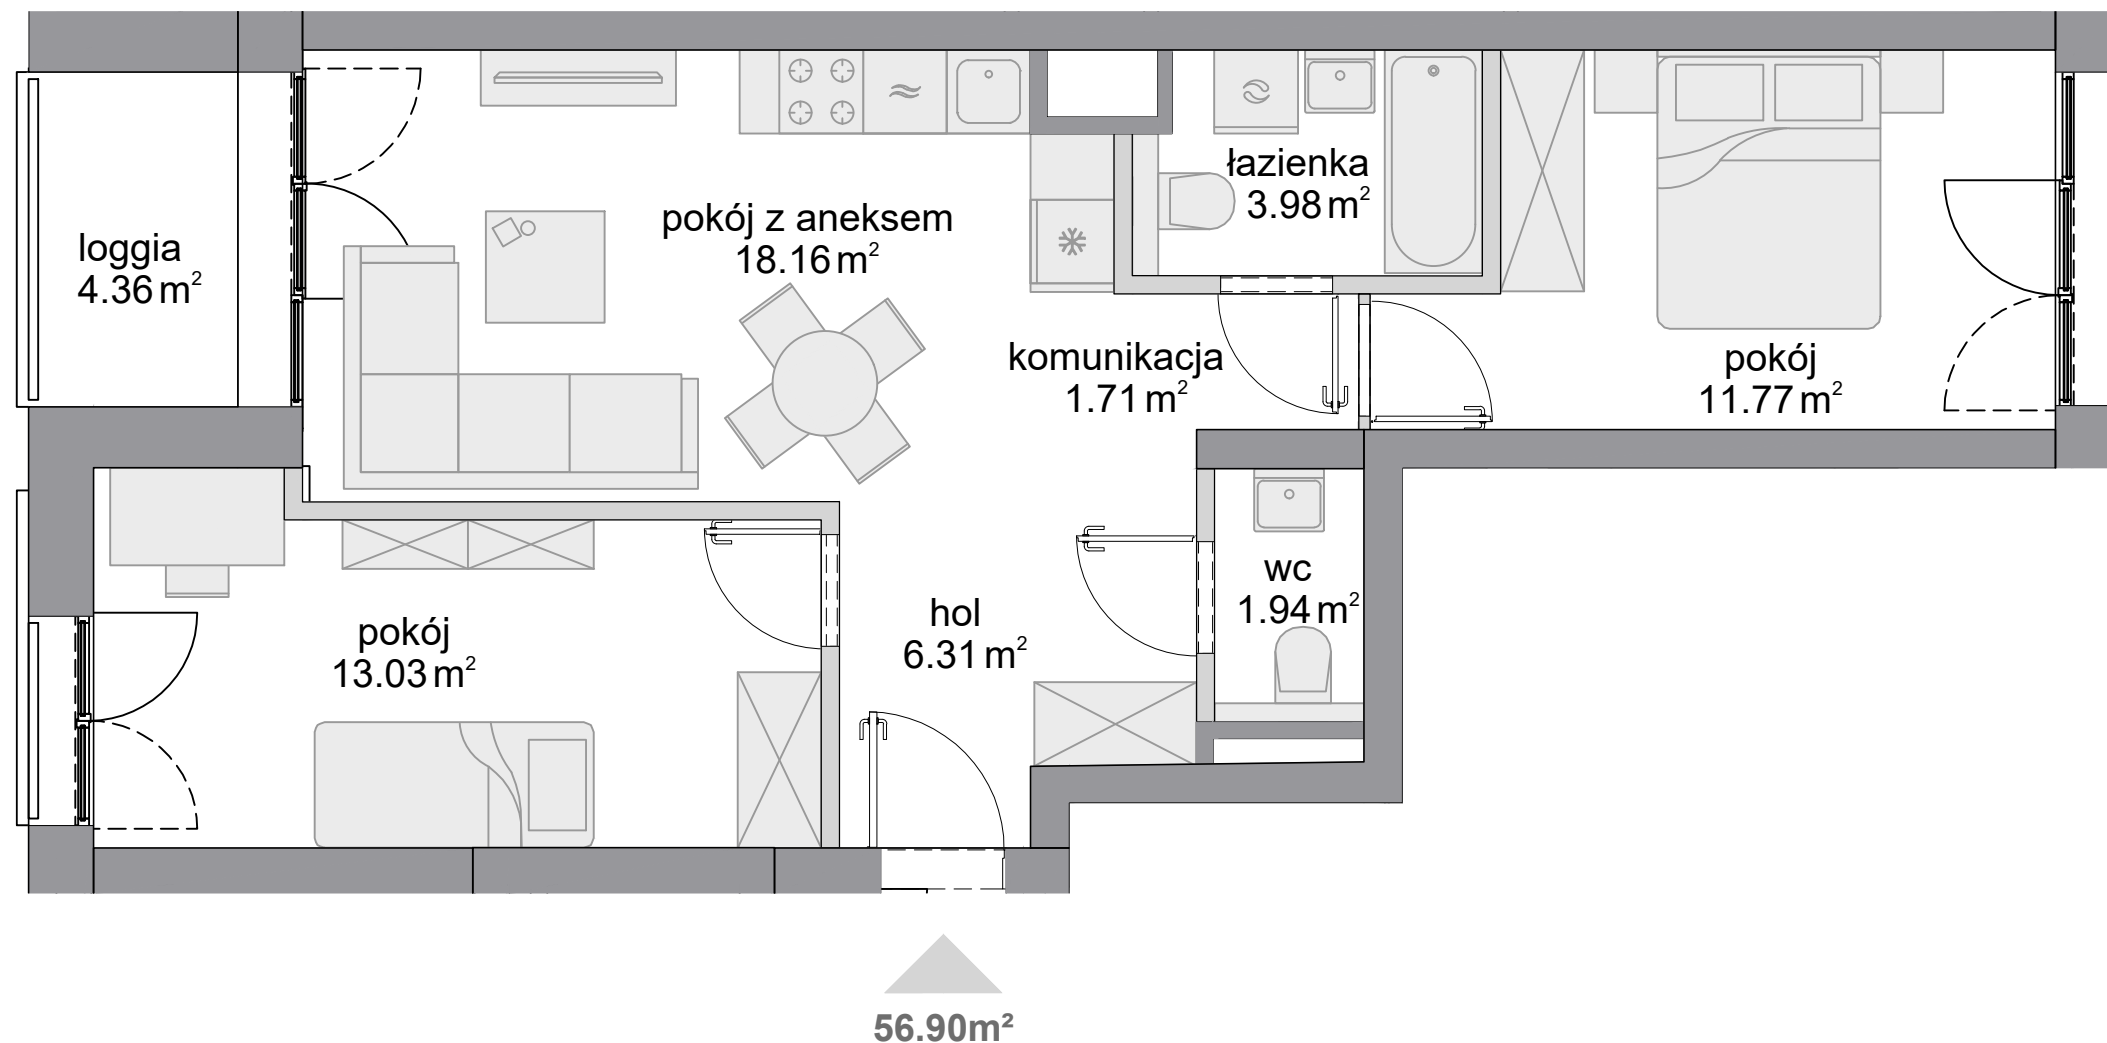 łazienka
3.98 m²
pokój z aneksem
18.16 m²
loggia
4.36 m²
komunikacja
1.71 m²
pokój
11.77 m²
wc
1.94 m²
hol
6.31 m²
pokój
13.03 m²
56.90m²